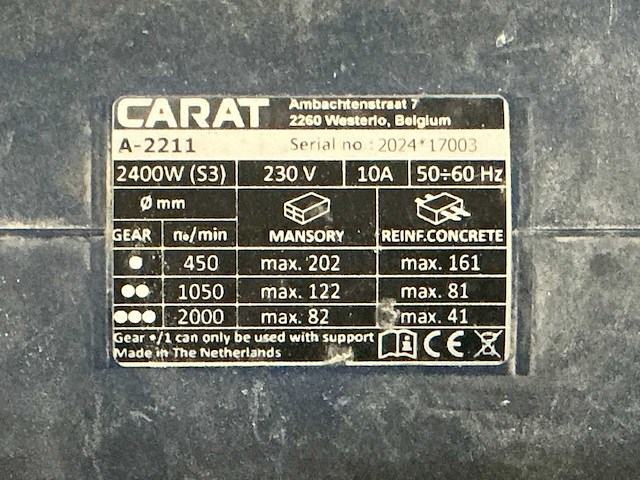 CARAT
Ambachtenstraat 7
2260 Westerlo, Belgium
A-2211 Serial no : 2024*17003
2400W (S3) 230 V 10A 50÷60 Hz
Ø mm
GEAR nₒ/min MANSORY REINF.CONCRETE
● 450 max. 202 max. 161
●● 1050 max. 122 max. 81
●●● 2000 max. 82 max. 41
Gear •/1 can only be used with support
Made in The Netherlands
CE